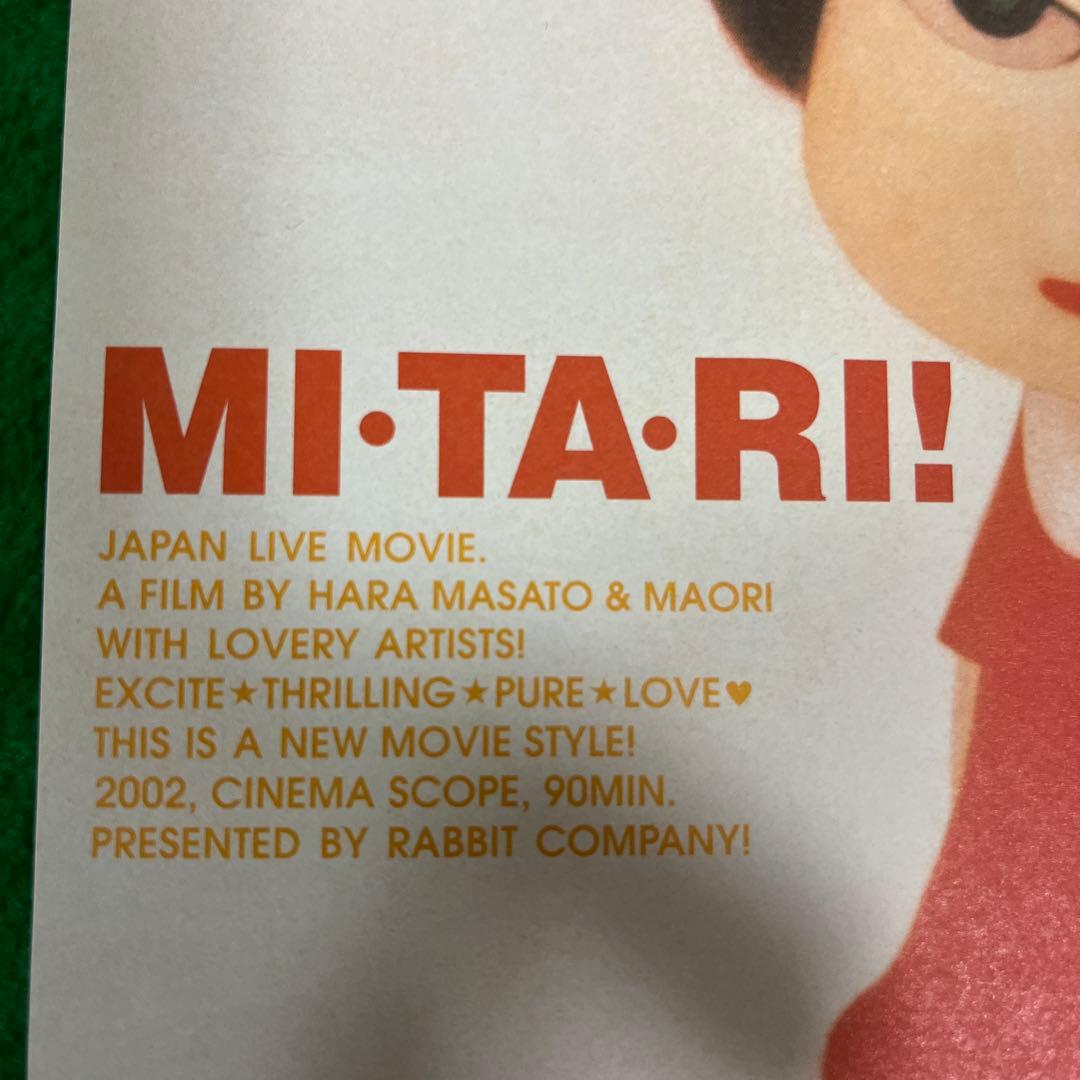 MI•TA•RI!
JAPAN LIVE MOVIE.
A FILM BY HARA MASATO & MAORI
WITH LOVERY ARTISTS!
EXCITE★THRILLING★PURE★LOVE♥
THIS IS A NEW MOVIE STYLE!
2002, CINEMA SCOPE, 90MIN.
PRESENTED BY RABBIT COMPANY!